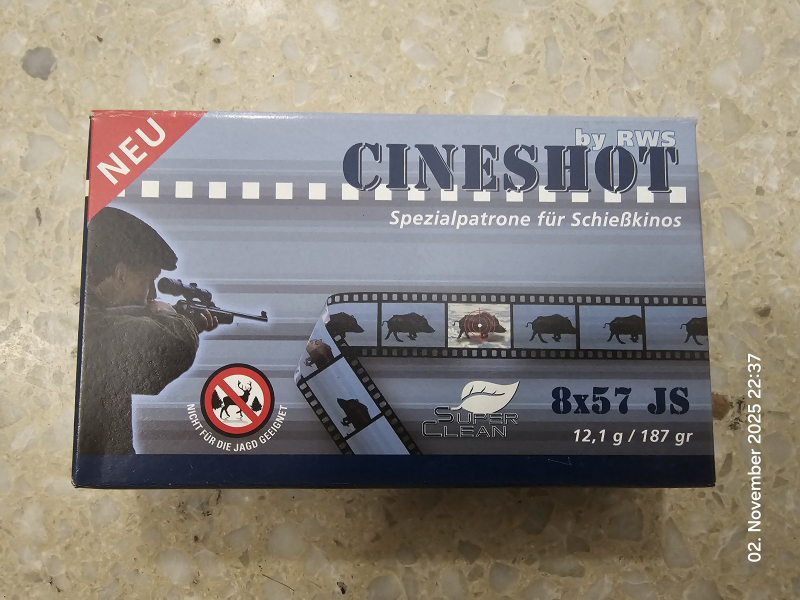 NEU
by RWS
CINESHOT
Spezialpatrone für Schießkinos
NICHT FÜR DIE JAGD GEEIGNET
SUPER
CLEAN
8x57 JS
12,1 g / 187 gr
02. November 2025 22:37